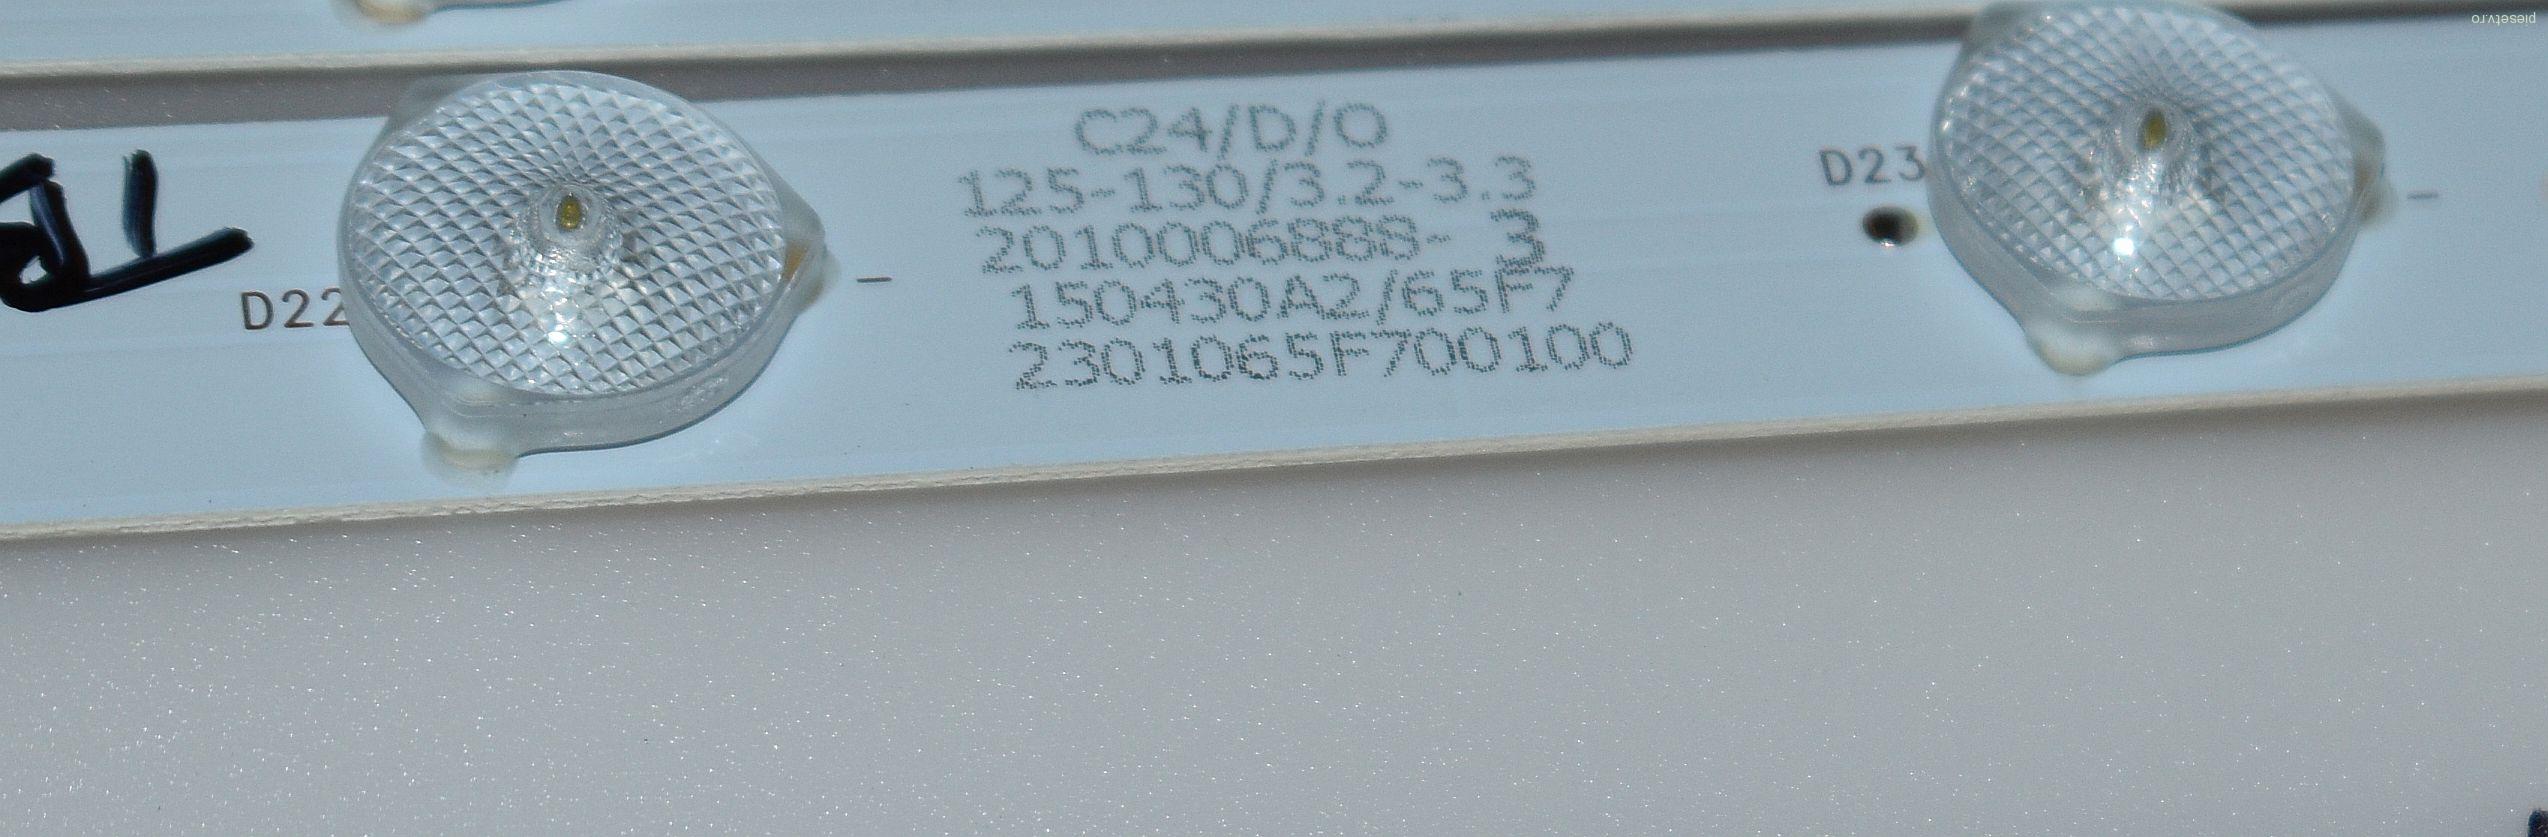 piesetv.ro
C24/D/O
125-130/3.2-3.3
D23
2010006888- 3
150430A2/65F7
D22
2301065F700100